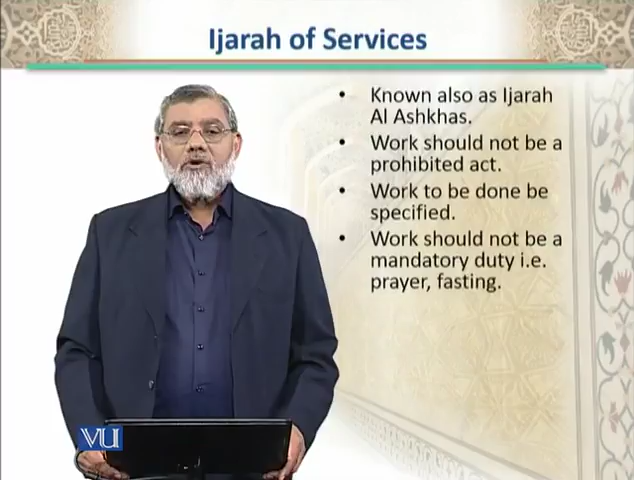 Ijarah of Services
• Known also as Ijarah
Al Ashkhas.
• Work should not be a
prohibited act.
• Work to be done be
specified.
• Work should not be a
mandatory duty i.e.
prayer, fasting.
VU